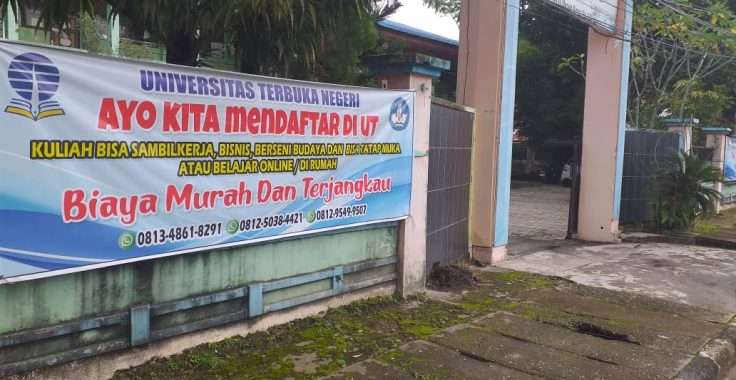 UNIVERSITAS TERBUKA NEGERI
AYO KITA MENDAFTAR DI UT
KULIAH BISA SAMBILKERJA, BISNIS, BERSENI BUDAYA DAN BISA TATAP MUKA
ATAU BELAJAR ONLINE / DI RUMAH
Biaya Murah Dan Terjangkau
0813-4861-8291 0812-5038-4421 0812-9549-9507